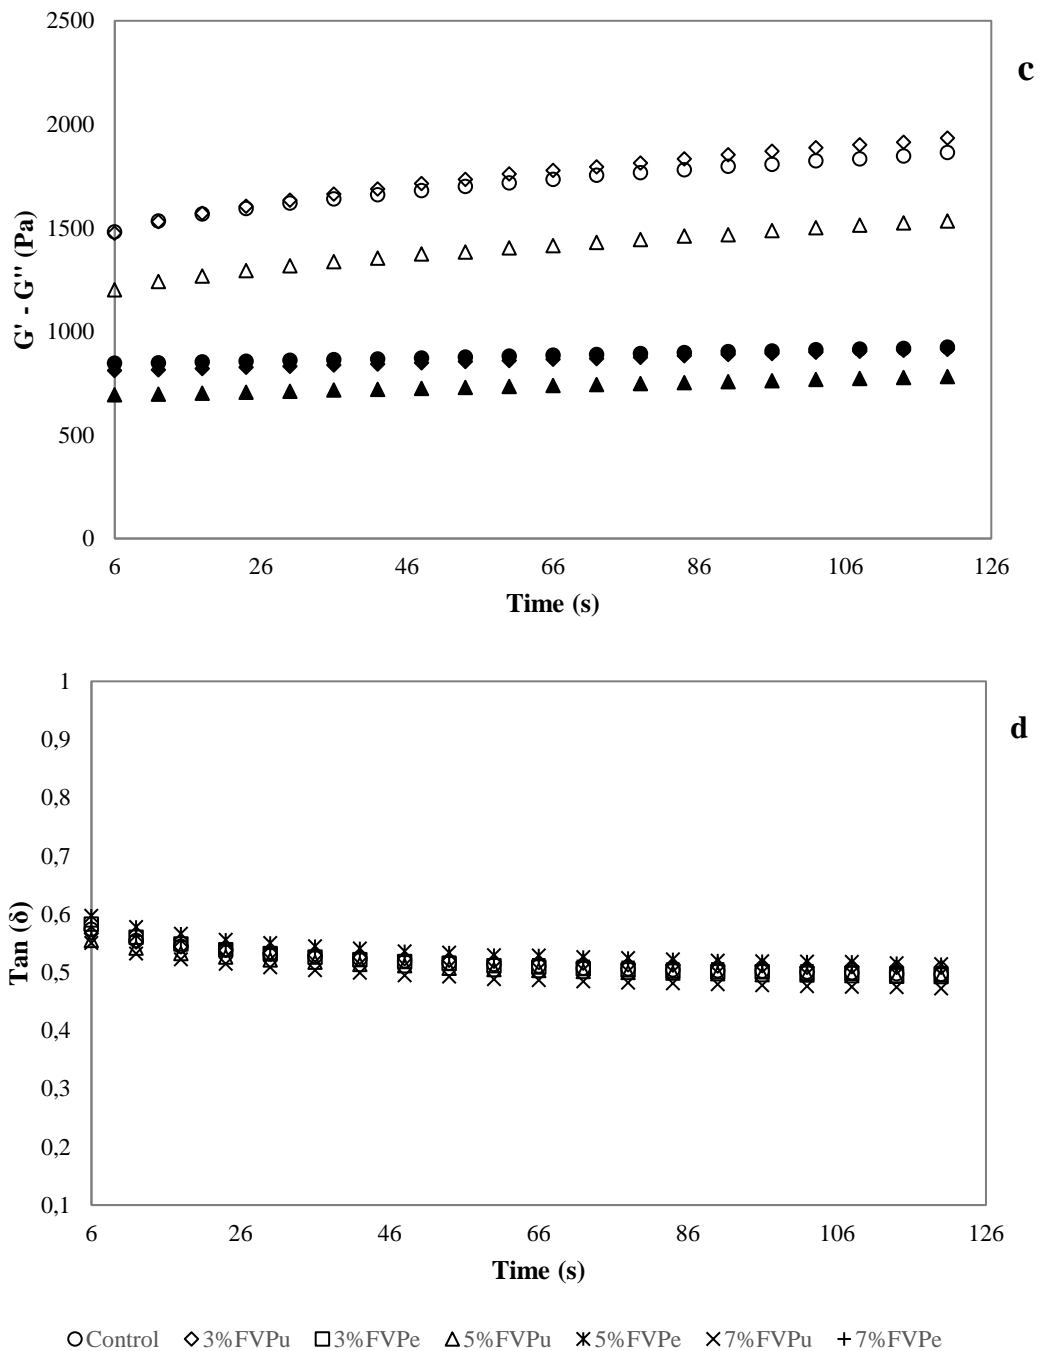 2500
c
2000
1500
1000
500
0
G' - G'' (Pa)
6 26 46 66 86 106 126
Time (s)
1
d
0,9
0,8
0,7
0,6
0,5
0,4
0,3
0,2
0,1
Tan (δ)
6 26 46 66 86 106 126
Time (s)
Control 3%FVPu 3%FVPe 5%FVPu 5%FVPe 7%FVPu 7%FVPe